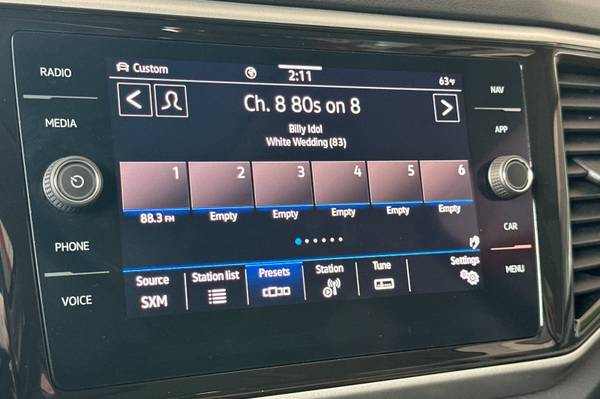 RADIO
MEDIA
PHONE
VOICE
Custom
2:11
63°F
Ch. 8 80s on 8
Billy Idol
White Wedding (83)
1 2 3 4 5 6
88.3 FM Empty Empty Empty Empty Empty
Source Station list Presets Station Tune Settings
SXM
NAV
APP
CAR
MENU